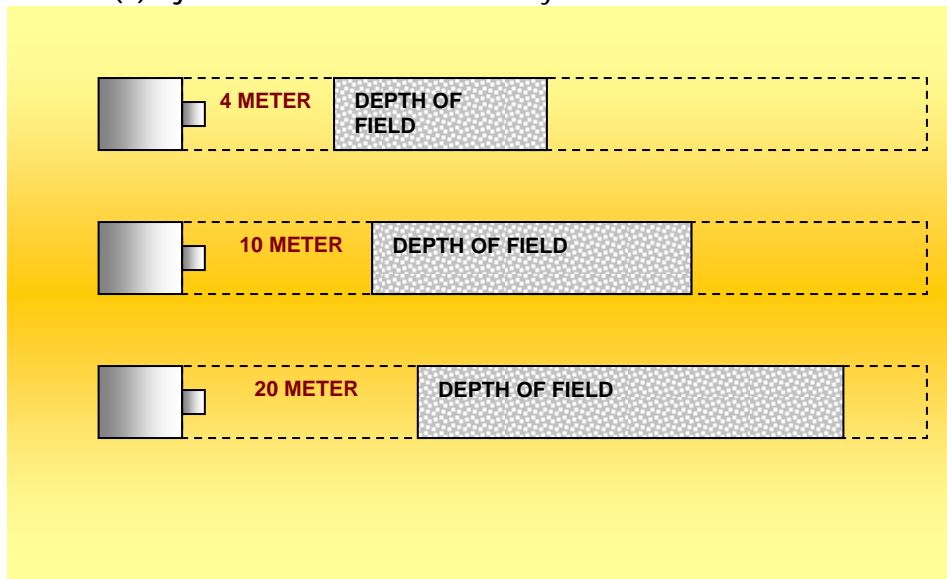 4 METER
DEPTH OF
FIELD
10 METER
DEPTH OF FIELD
20 METER
DEPTH OF FIELD